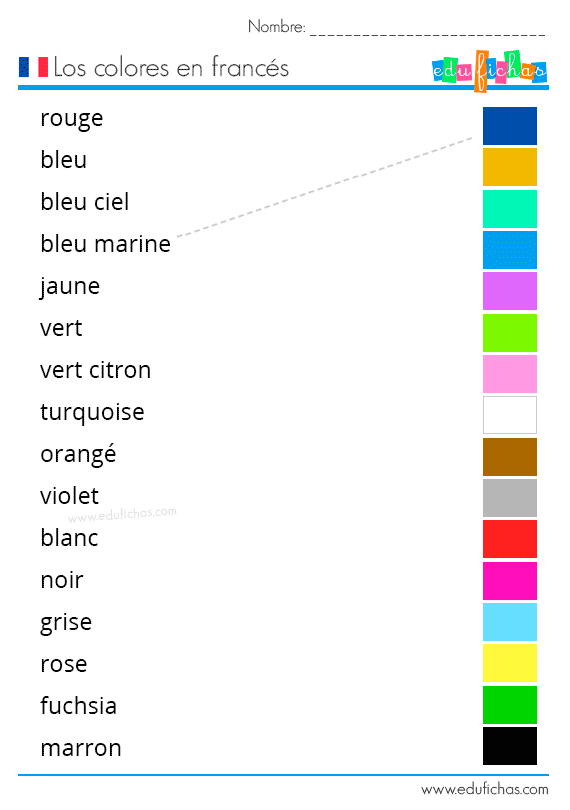 Nombre: _ _ _ _ _ _ _ _ _ _ _ _ _ _ _ _ _ _ _ _ _ _ _ _ _
Los colores en francés
edufichas
rouge
bleu
bleu ciel
bleu marine
jaune
vert
vert citron
turquoise
orangé
violet
www.edufichas.com
blanc
noir
grise
rose
fuchsia
marron
www.edufichas.com